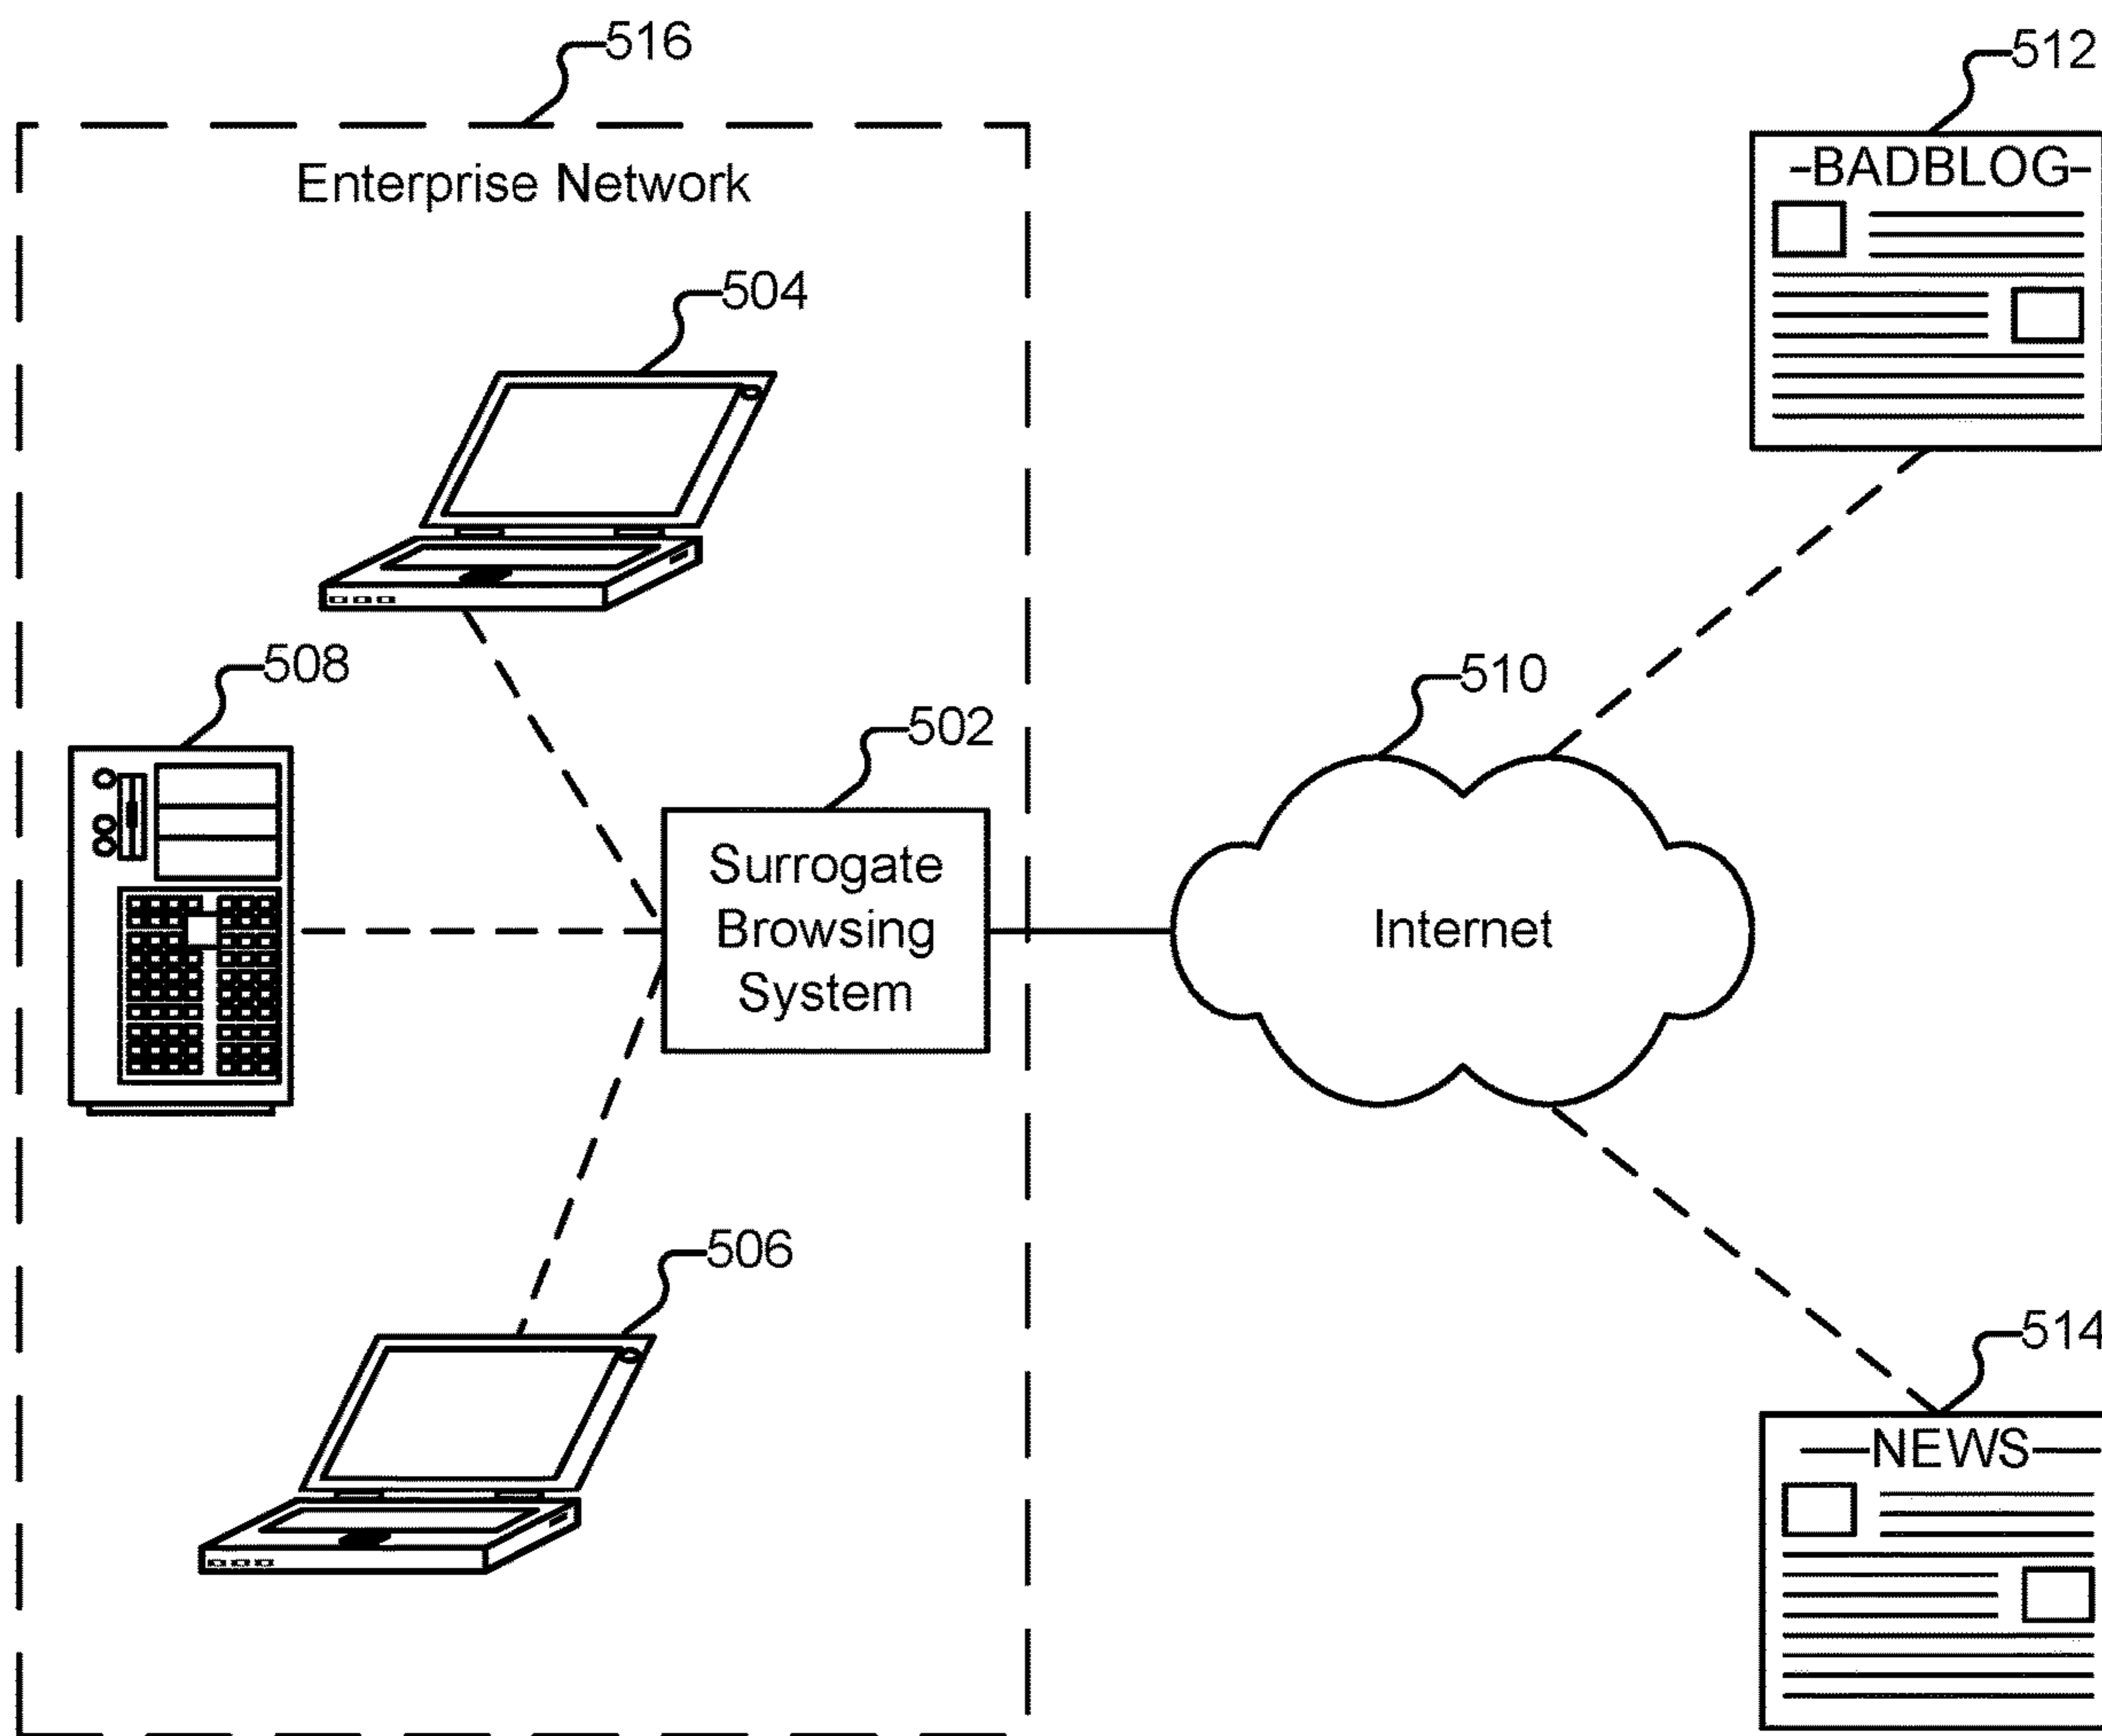 516
512
Enterprise Network
-BADBLOG-
504
508
510
502
Surrogate
Browsing
System
Internet
506
514
NEWS